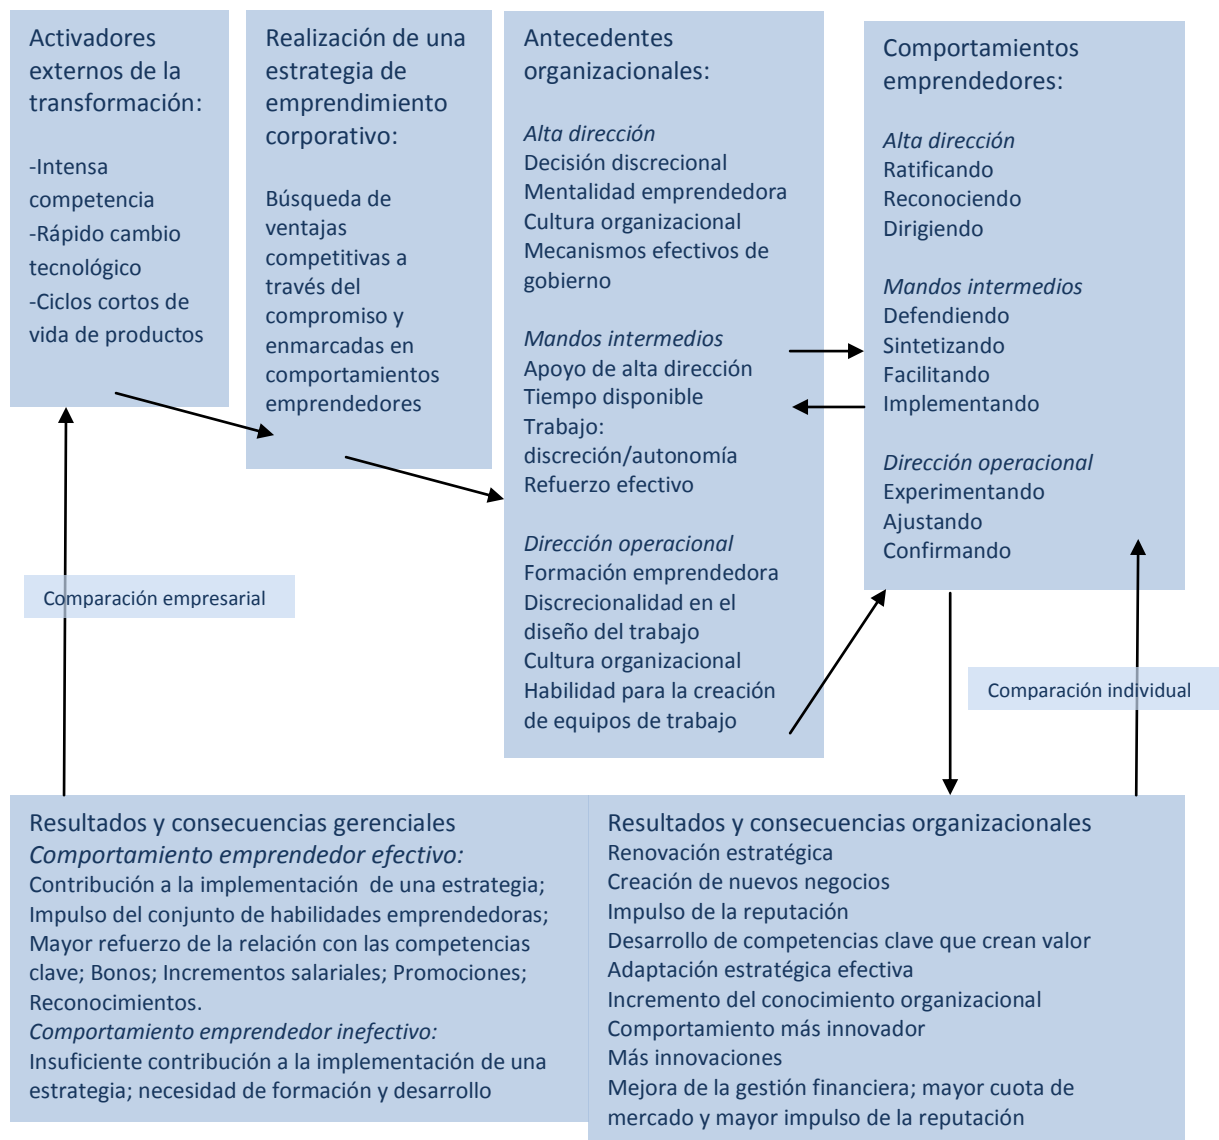 Activadores
externos de la
transformación:
-Intensa
competencia
-Rápido cambio
tecnológico
-Ciclos cortos de
vida de productos
Realización de una
estrategia de
emprendimiento
corporativo:
Búsqueda de
ventajas
competitivas a
través del
compromiso y
enmarcadas en
comportamientos
emprendedores
Antecedentes
organizacionales:
Alta dirección
Decisión discrecional
Mentalidad emprendedora
Cultura organizacional
Mecanismos efectivos de
gobierno
Mandos intermedios
Apoyo de alta dirección
Tiempo disponible
Trabajo:
discreción/autonomía
Refuerzo efectivo
Dirección operacional
Formación emprendedora
Discrecionalidad en el
diseño del trabajo
Cultura organizacional
Habilidad para la creación
de equipos de trabajo
Comportamientos
emprendedores:
Alta dirección
Ratificando
Reconociendo
Dirigiendo
Mandos intermedios
Defendiendo
Sintetizando
Facilitando
Implementando
Dirección operacional
Experimentando
Ajustando
Confirmando
Comparación empresarial
Comparación individual
Resultados y consecuencias gerenciales
Comportamiento emprendedor efectivo:
Contribución a la implementación  de una estrategia;
Impulso del conjunto de habilidades emprendedoras;
Mayor refuerzo de la relación con las competencias
clave; Bonos; Incrementos salariales; Promociones;
Reconocimientos.
Comportamiento emprendedor inefectivo:
Insuficiente contribución a la implementación de una
estrategia; necesidad de formación y desarrollo
Resultados y consecuencias organizacionales
Renovación estratégica
Creación de nuevos negocios
Impulso de la reputación
Desarrollo de competencias clave que crean valor
Adaptación estratégica efectiva
Incremento del conocimiento organizacional
Comportamiento más innovador
Más innovaciones
Mejora de la gestión financiera; mayor cuota de
mercado y mayor impulso de la reputación